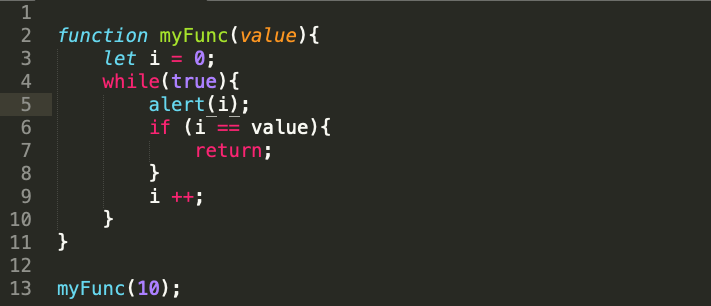 1
2 function myFunc(value){
3     let i = 0;
4     while(true){
5         alert(i);
6         if (i == value){
7             return;
8         }
9         i ++;
10     }
11 }
12
13 myFunc(10);